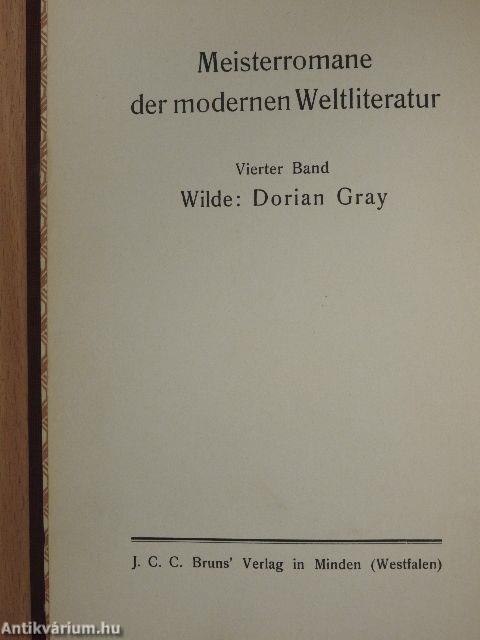 Meisterromane
der modernen Weltliteratur
Vierter Band
Wilde: Dorian Gray
J. C. C. Bruns' Verlag in Minden (Westfalen)
Antikvárium.hu